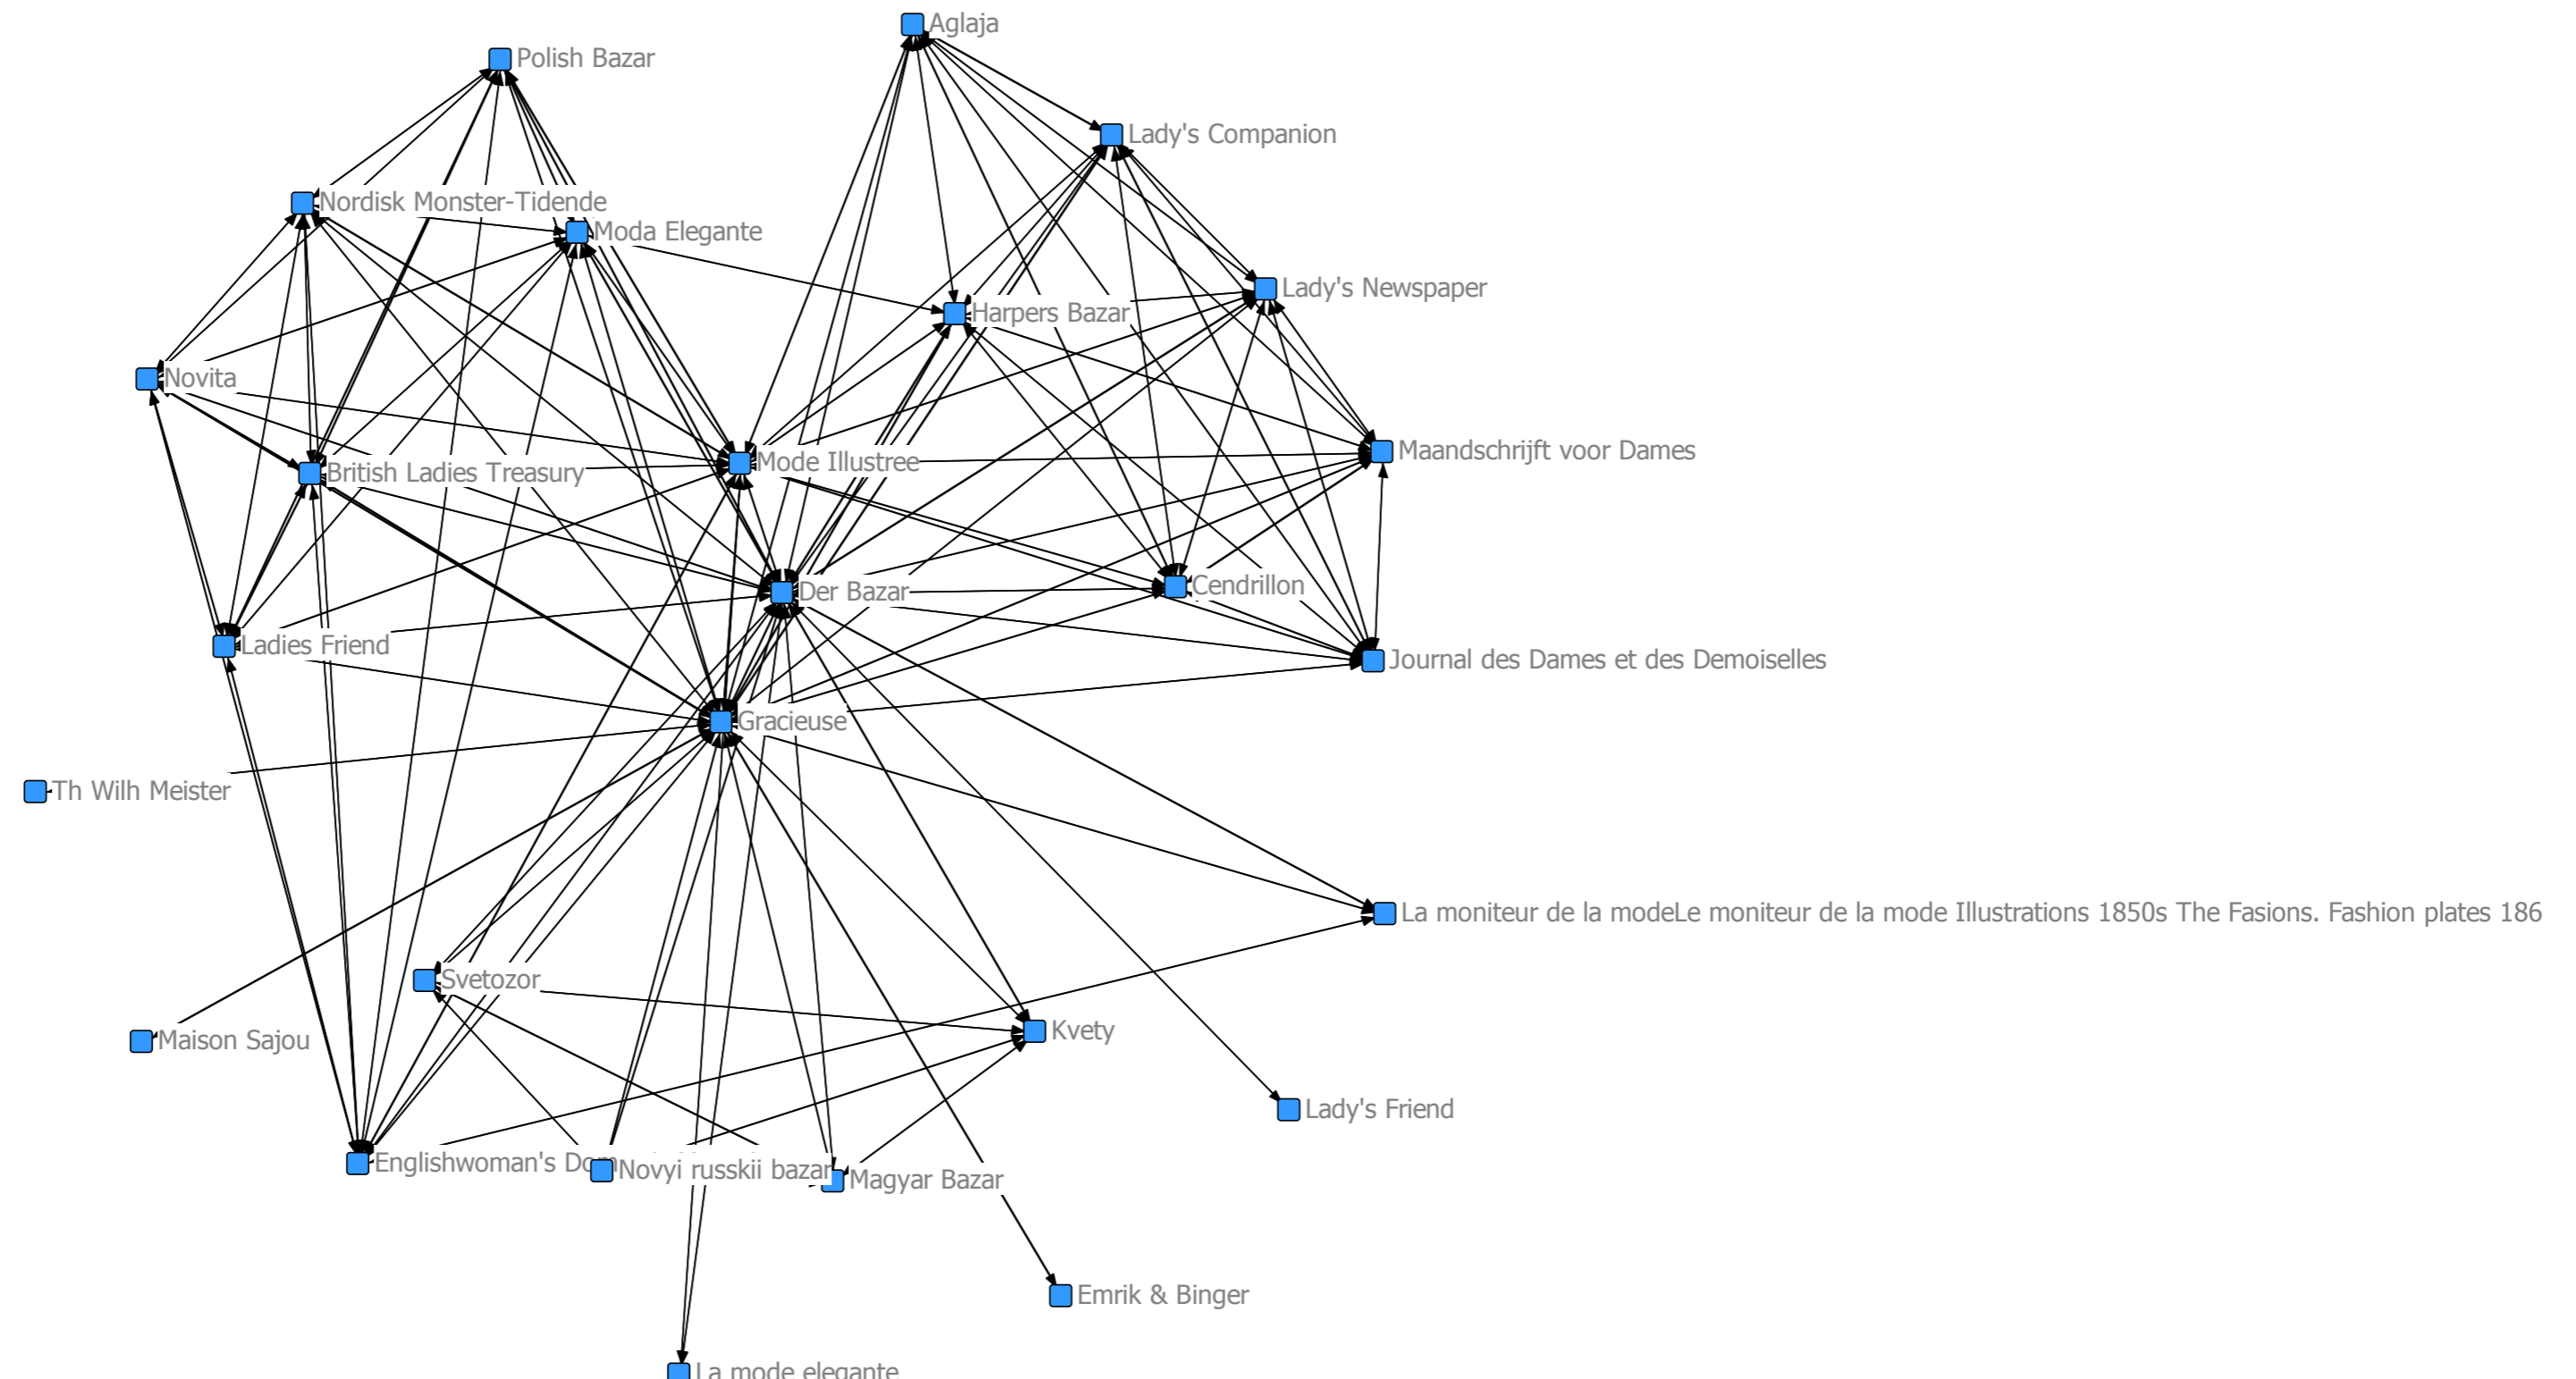 Aglaja
Polish Bazar
Lady's Companion
Nordisk Monster-Tidende
Moda Elegante
Lady's Newspaper
Harpers Bazar
Novita
Maandschrijft voor Dames
Mode Illustree
British Ladies Treasury
Cendrillon
Der Bazar
Ladies Friend
Journal des Dames et des Demoiselles
Gracieuse
Th Wilh Meister
La moniteur de la modeLe moniteur de la mode Illustrations 1850s The Fasions. Fashion plates 186
Svetozor
Kvety
Maison Sajou
Lady's Friend
Englishwoman's
Novyi russkii bazar
Magyar Bazar
Emrik & Binger
La mode elegante